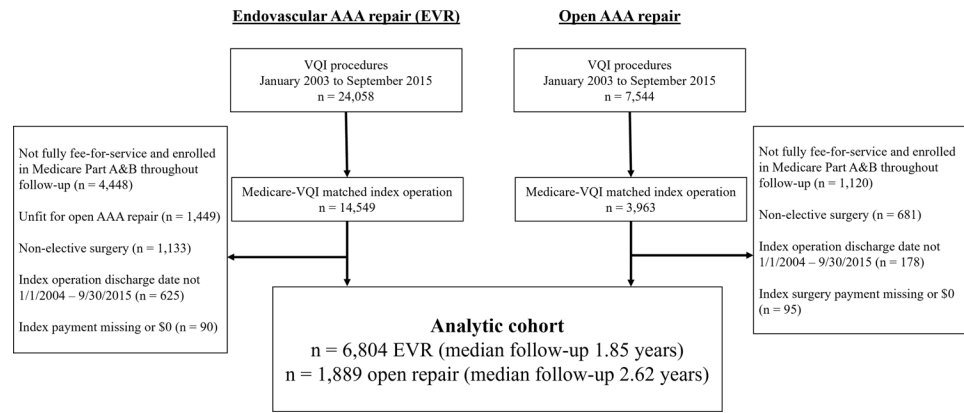 Endovascular AAA repair (EVR)
Open AAA repair
VQI procedures
January 2003 to September 2015
n = 24,058
VQI procedures
January 2003 to September 2015
n = 7,544
Not fully fee-for-service and enrolled
in Medicare Part A&B throughout
follow-up (n = 4,448)
Unfit for open AAA repair (n = 1,449)
Non-elective surgery (n = 1,133)
Index operation discharge date not
1/1/2004 – 9/30/2015 (n = 625)
Index payment missing or $0 (n = 90)
Medicare-VQI matched index operation
n = 14,549
Medicare-VQI matched index operation
n = 3,963
Not fully fee-for-service and enrolled
in Medicare Part A&B throughout
follow-up (n = 1,120)
Non-elective surgery (n = 681)
Index operation discharge date not
1/1/2004 – 9/30/2015 (n = 178)
Index surgery payment missing or $0
(n = 95)
Analytic cohort
n = 6,804 EVR (median follow-up 1.85 years)
n = 1,889 open repair (median follow-up 2.62 years)